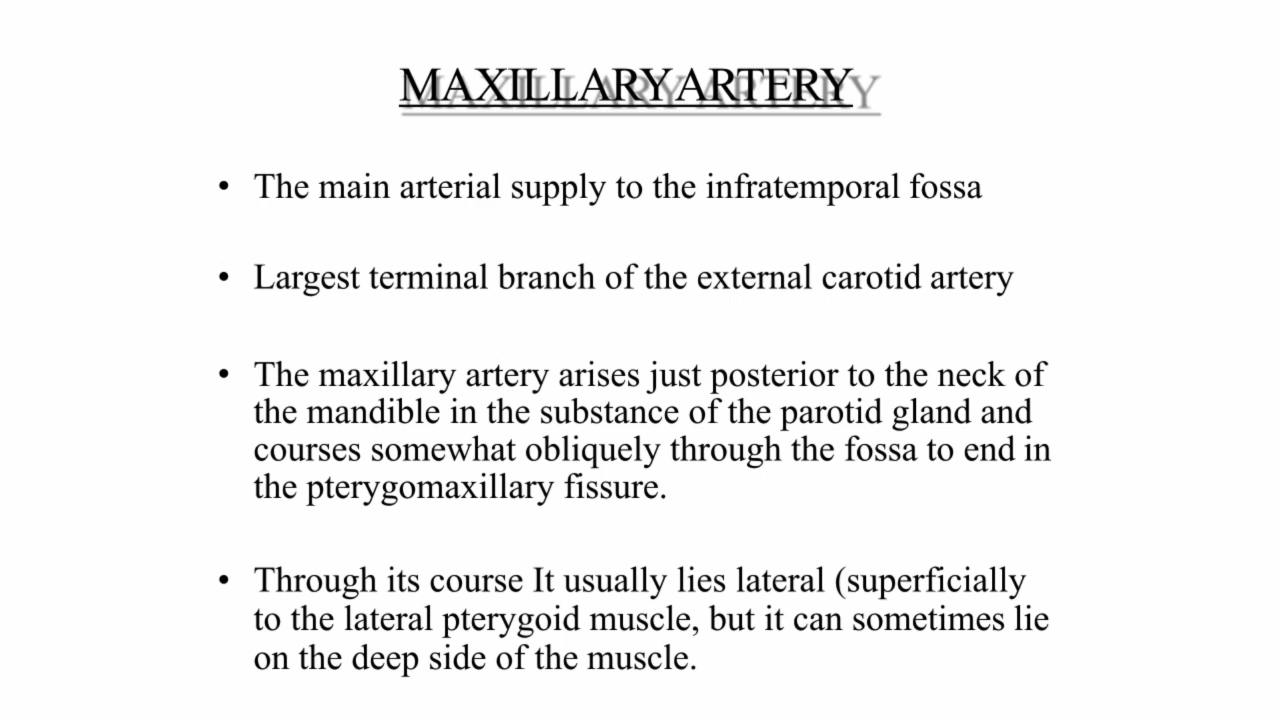 MAXILLARY ARTERY
• The main arterial supply to the infratemporal fossa
• Largest terminal branch of the external carotid artery
• The maxillary artery arises just posterior to the neck of
the mandible in the substance of the parotid gland and
courses somewhat obliquely through the fossa to end in
the pterygomaxillary fissure.
• Through its course It usually lies lateral (superficially
to the lateral pterygoid muscle, but it can sometimes lie
on the deep side of the muscle.